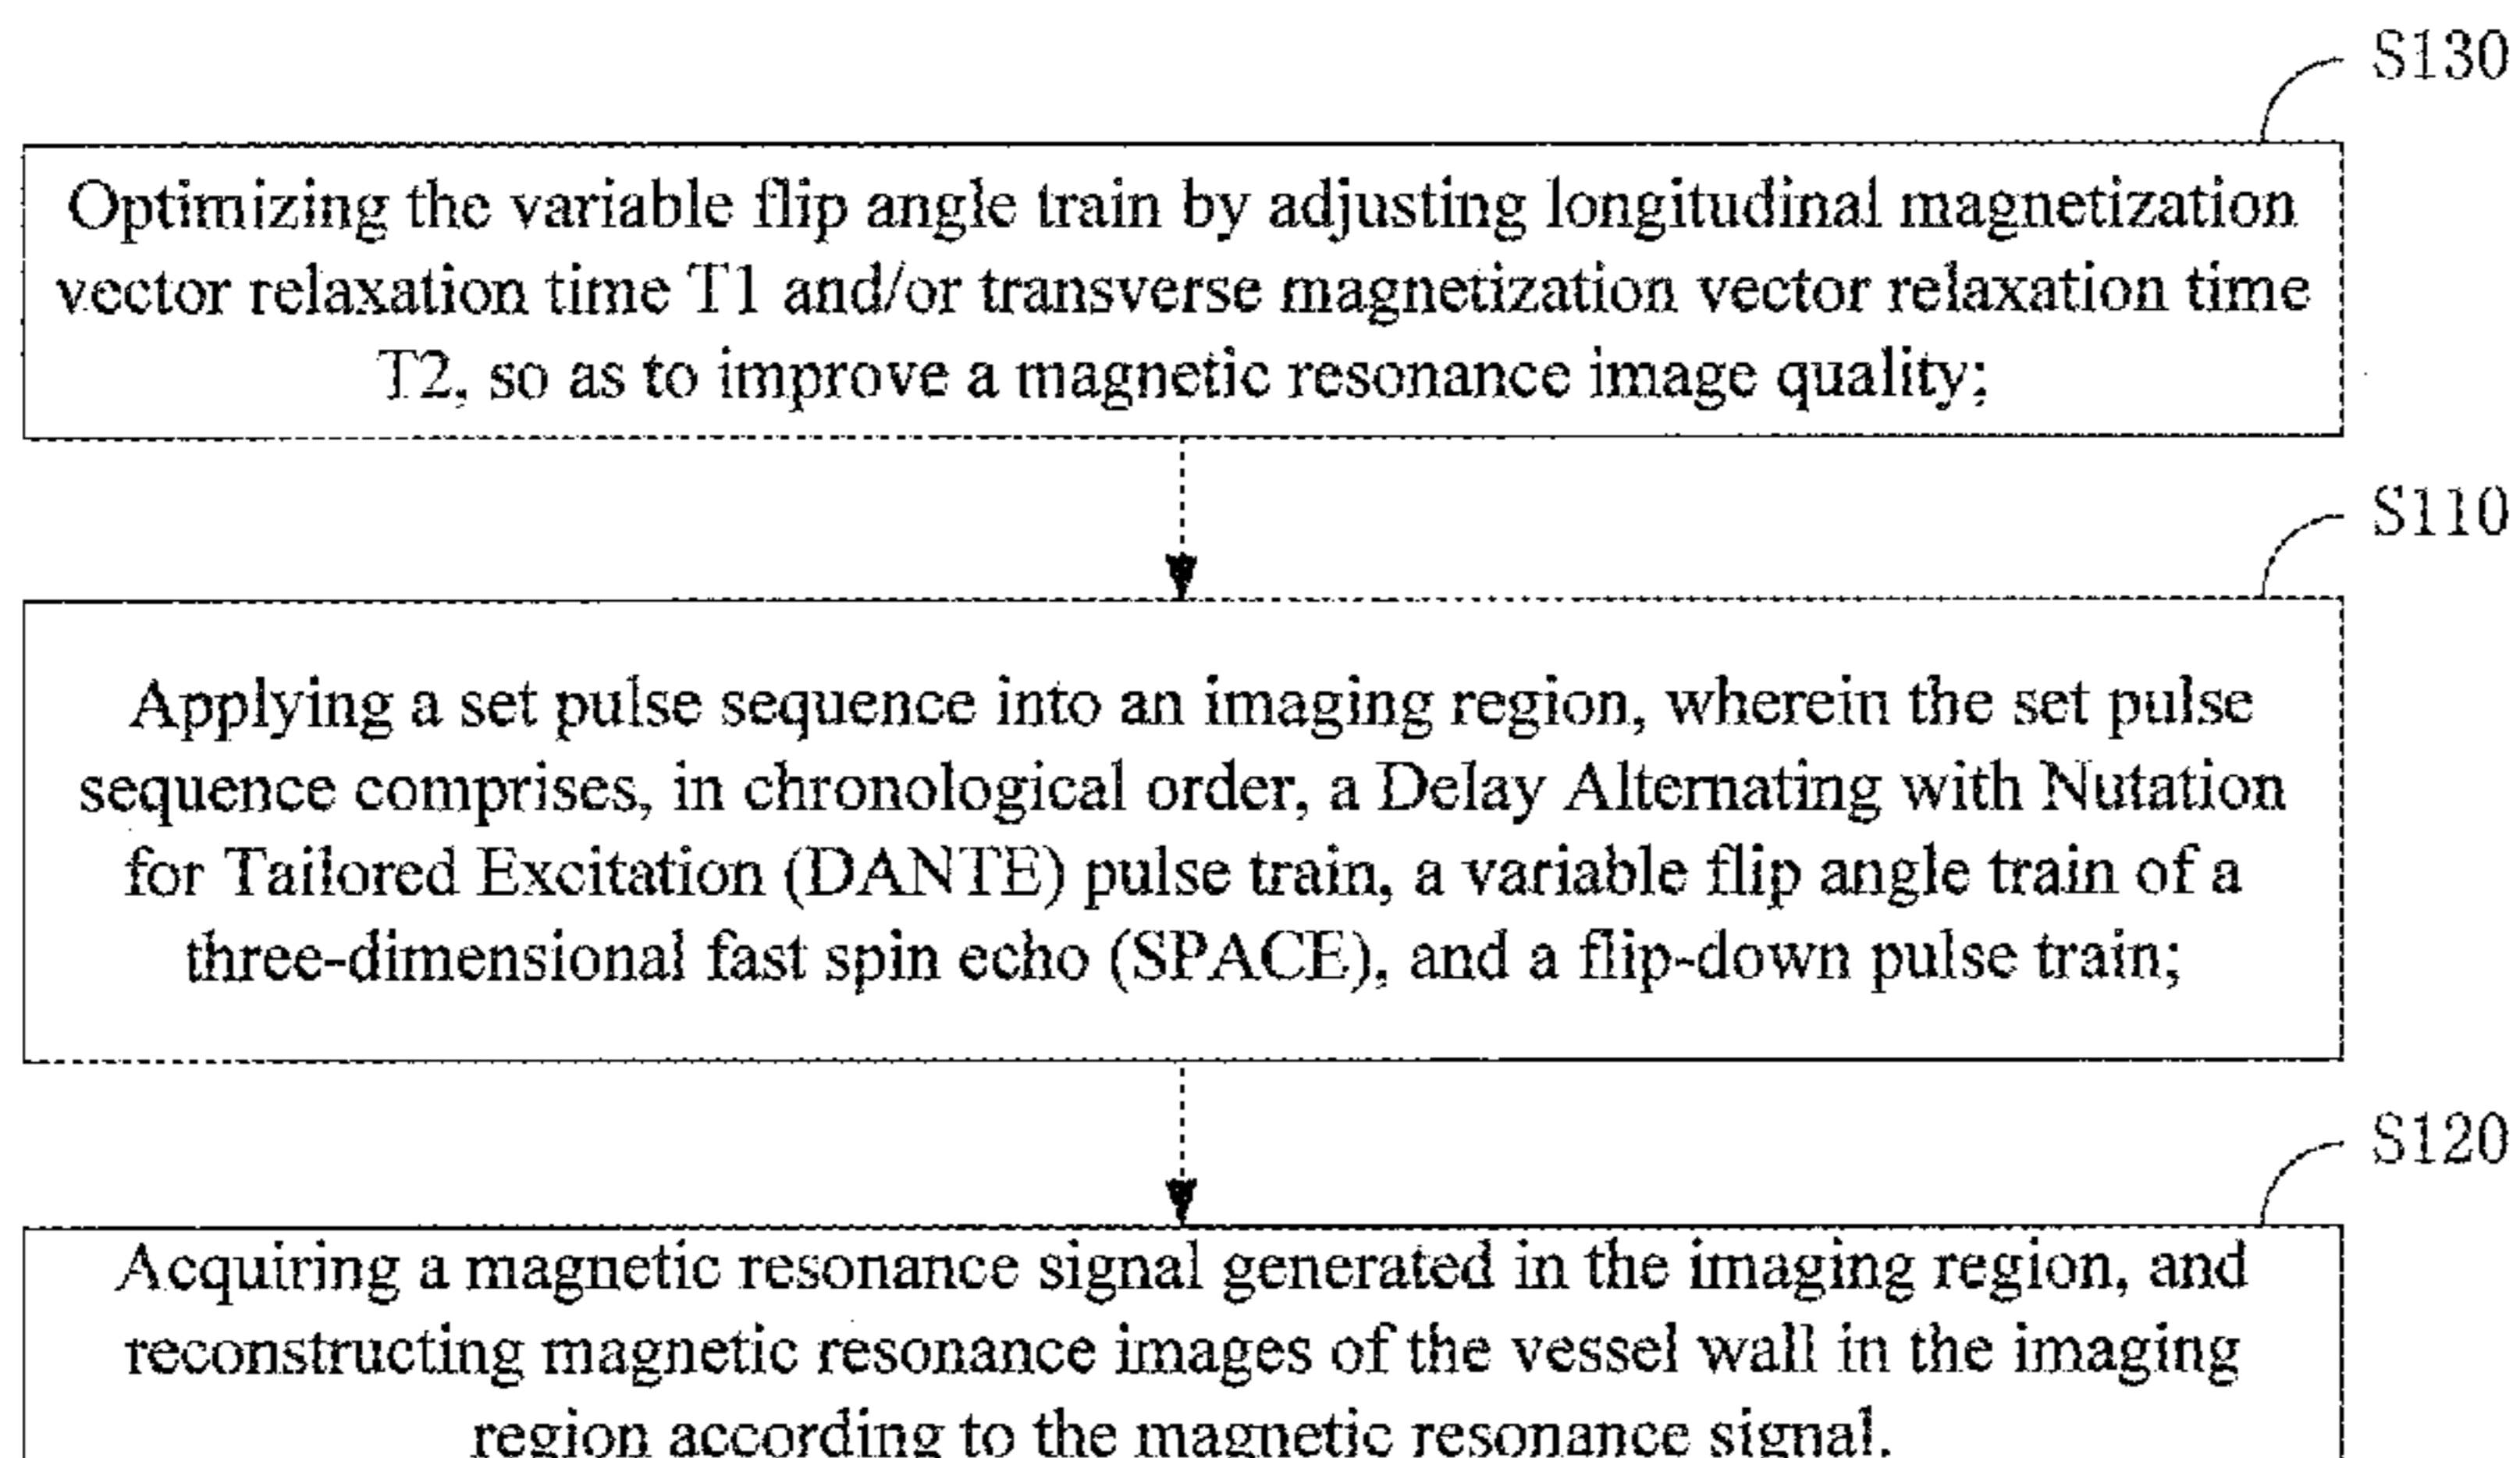 S130
Optimizing the variable flip angle train by adjusting longitudinal magnetization
vector relaxation time T1 and/or transverse magnetization vector relaxation time
T2, so as to improve a magnetic resonance image quality;
S110
Applying a set pulse sequence into an imaging region, wherein the set pulse
sequence comprises, in chronological order, a Delay Alternating with Nutation
for Tailored Excitation (DANTE) pulse train, a variable flip angle train of a
three-dimensional fast spin echo (SPACE), and a flip-down pulse train;
S120
Acquiring a magnetic resonance signal generated in the imaging region, and
reconstructing magnetic resonance images of the vessel wall in the imaging
region according to the magnetic resonance signal.